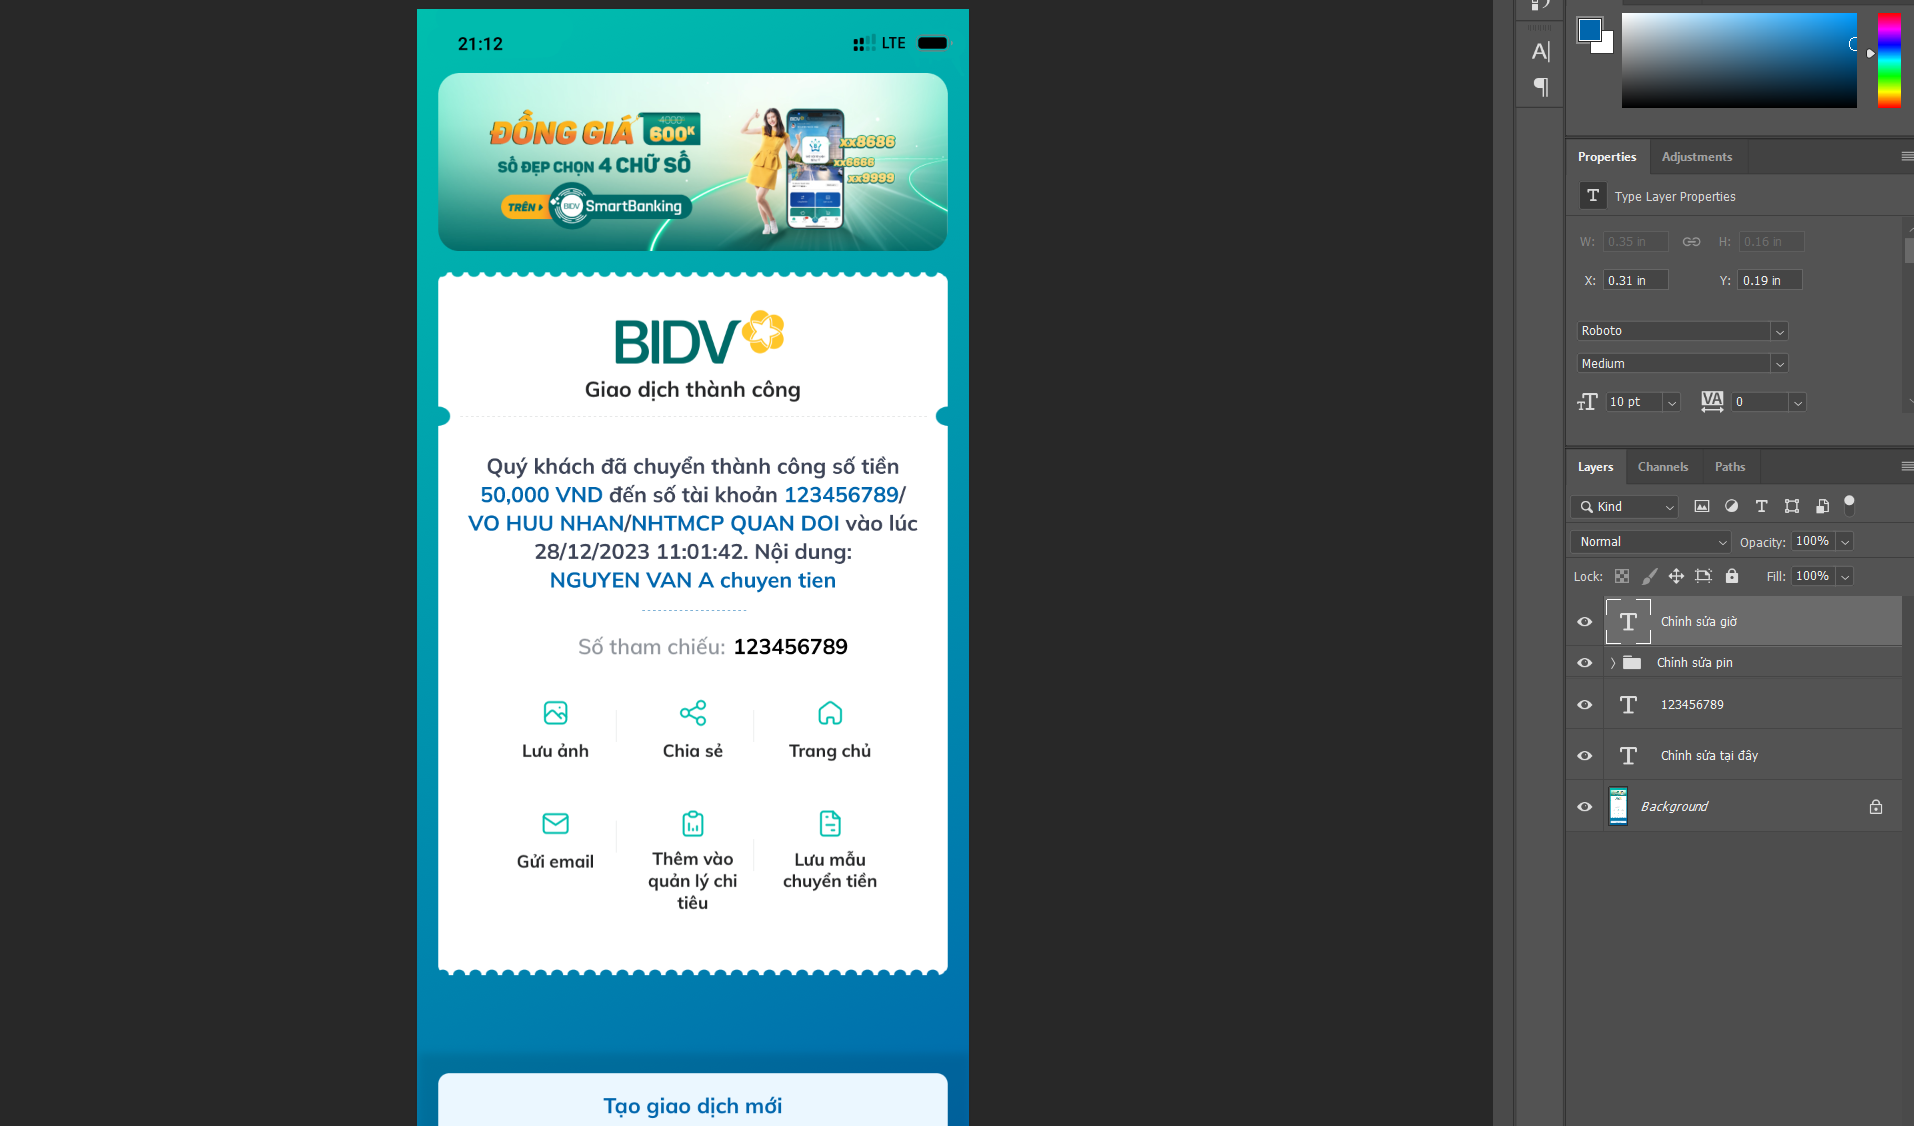 21:12
LTE
ĐỒNG GIÁ
600K
SỐ ĐẸP CHỌN 4 CHỮ SỐ
TRÊN
BIDV
SmartBanking
xx8686
xx6666
xx9999
BIDV
Giao dịch thành công
Quý khách đã chuyển thành công số tiền
50,000 VND đến số tài khoản 123456789/
VO HUU NHAN/NHTMCP QUAN DOI vào lúc
28/12/2023 11:01:42. Nội dung:
NGUYEN VAN A chuyen tien
Số tham chiếu: 123456789
Lưu ảnh
Chia sẻ
Trang chủ
Gửi email
Thêm vào
quản lý chi
tiêu
Lưu mẫu
chuyển tiền
Tạo giao dịch mới
Properties
Adjustments
Type Layer Properties
W: 0.35 in
H: 0.16 in
X: 0.31 in
Y: 0.19 in
Roboto
Medium
10 pt
VA
0
Layers
Channels
Paths
Kind
Normal
Opacity: 100%
Lock:
Fill: 100%
Chỉnh sửa giờ
Chỉnh sửa pin
123456789
Chỉnh sửa tại đây
Background